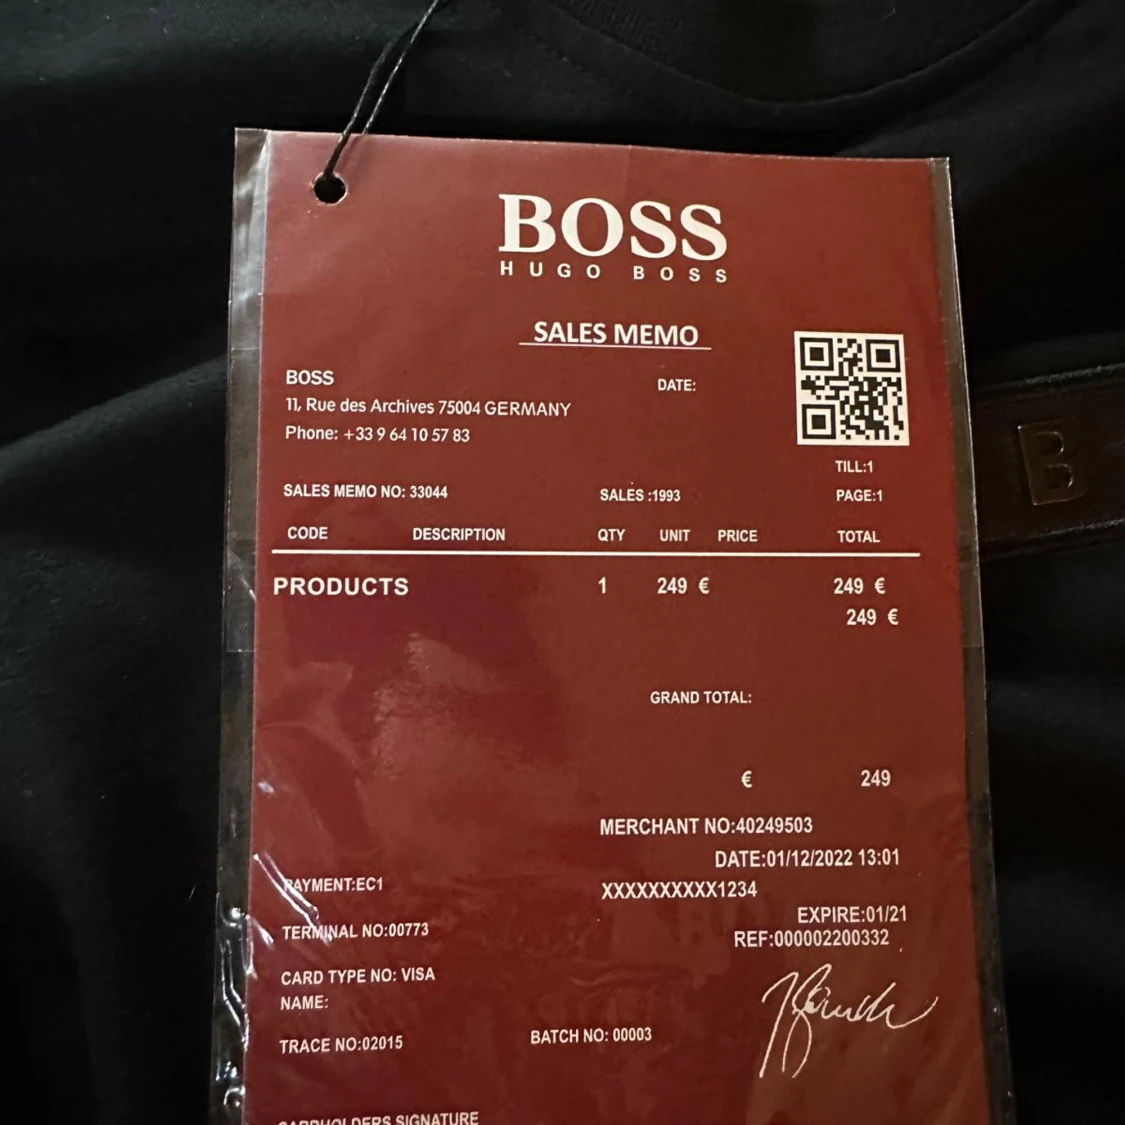 BOSS
HUGO BOSS
SALES MEMO
BOSS
DATE:
11, Rue des Archives 75004 GERMANY
Phone: +33 9 64 10 57 83
TILL:1
SALES MEMO NO: 33044 SALES :1993 PAGE:1
CODE DESCRIPTION QTY UNIT PRICE TOTAL
PRODUCTS 1 249 € 249 €
249 €
GRAND TOTAL:
€ 249
MERCHANT NO:40249503
DATE:01/12/2022 13:01
PAYMENT:EC1 XXXXXXXXXX1234
EXPIRE:01/21
TERMINAL NO:00773 REF:000002200332
CARD TYPE NO: VISA
NAME:
TRACE NO:02015 BATCH NO: 00003
CARDHOLDERS SIGNATURE
B